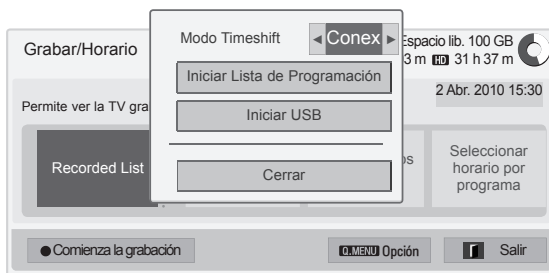 Grabar/Horario
Modo Timeshift
Conex
Espacio lib. 100 GB
3 m HD 31 h 37 m
Iniciar Lista de Programación
2 Abr. 2010 15:30
Permite ver la TV gra
Iniciar USB
Recorded List
os
Seleccionar
horario por
programa
Cerrar
Comienza la grabación
Q.MENU Opción
Salir